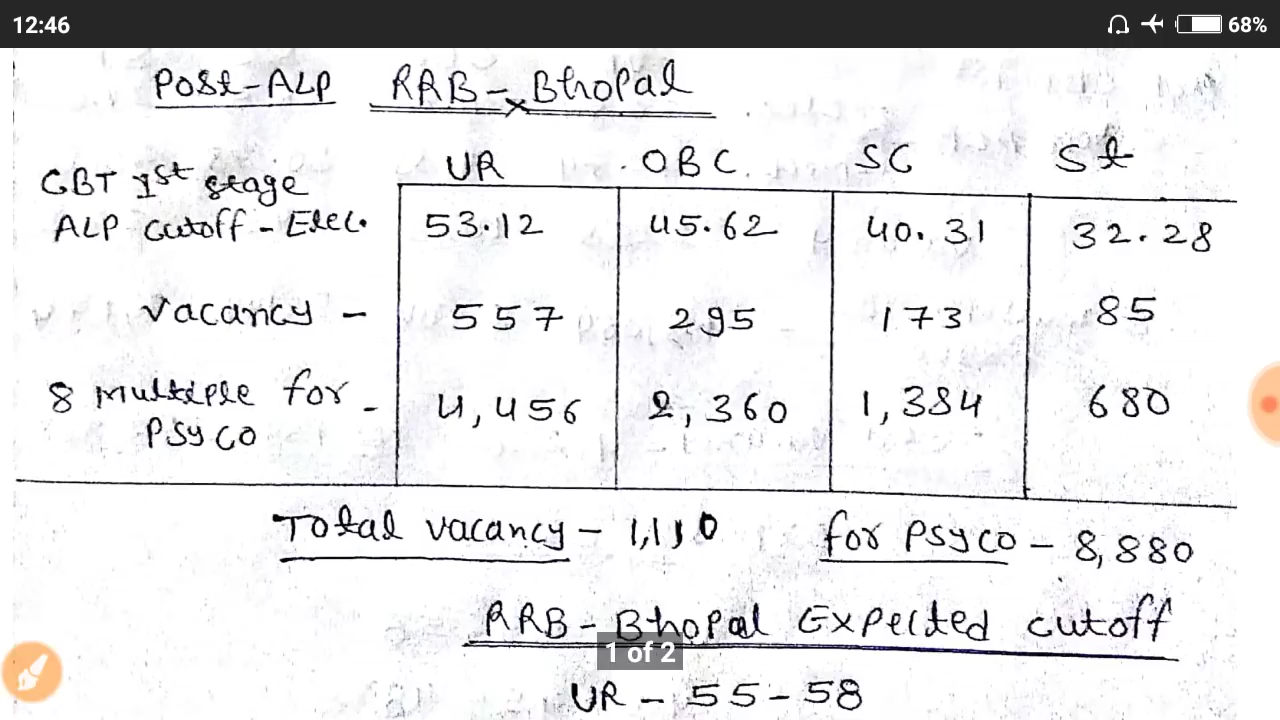 12:46 68%
Post-ALP RRB-Bhopal
UR OBC SC St
CBT 1st stage
ALP cutoff - Elec. 53.12 45.62 40.31 32.28
Vacancy - 557 295 173 85
8 multiple for - 4,456 2,360 1,384 680
PSYCO
Total vacancy - 1,110 for PSYCO - 8,880
RRB-Bhopal Expected cutoff
1 of 2
UR - 55-58